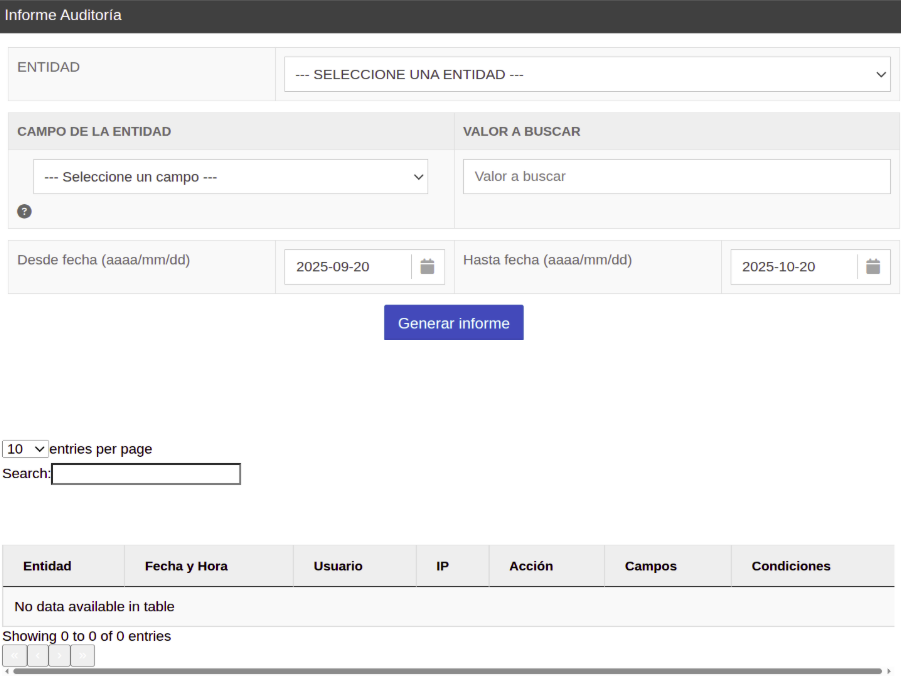 Informe Auditoría
ENTIDAD
--- SELECCIONE UNA ENTIDAD ---
CAMPO DE LA ENTIDAD VALOR A BUSCAR
--- Seleccione un campo --- Valor a buscar
?
Desde fecha (aaaa/mm/dd) 2025-09-20 Hasta fecha (aaaa/mm/dd) 2025-10-20
Generar informe
10 entries per page
Search:
Entidad Fecha y Hora Usuario IP Acción Campos Condiciones
No data available in table
Showing 0 to 0 of 0 entries